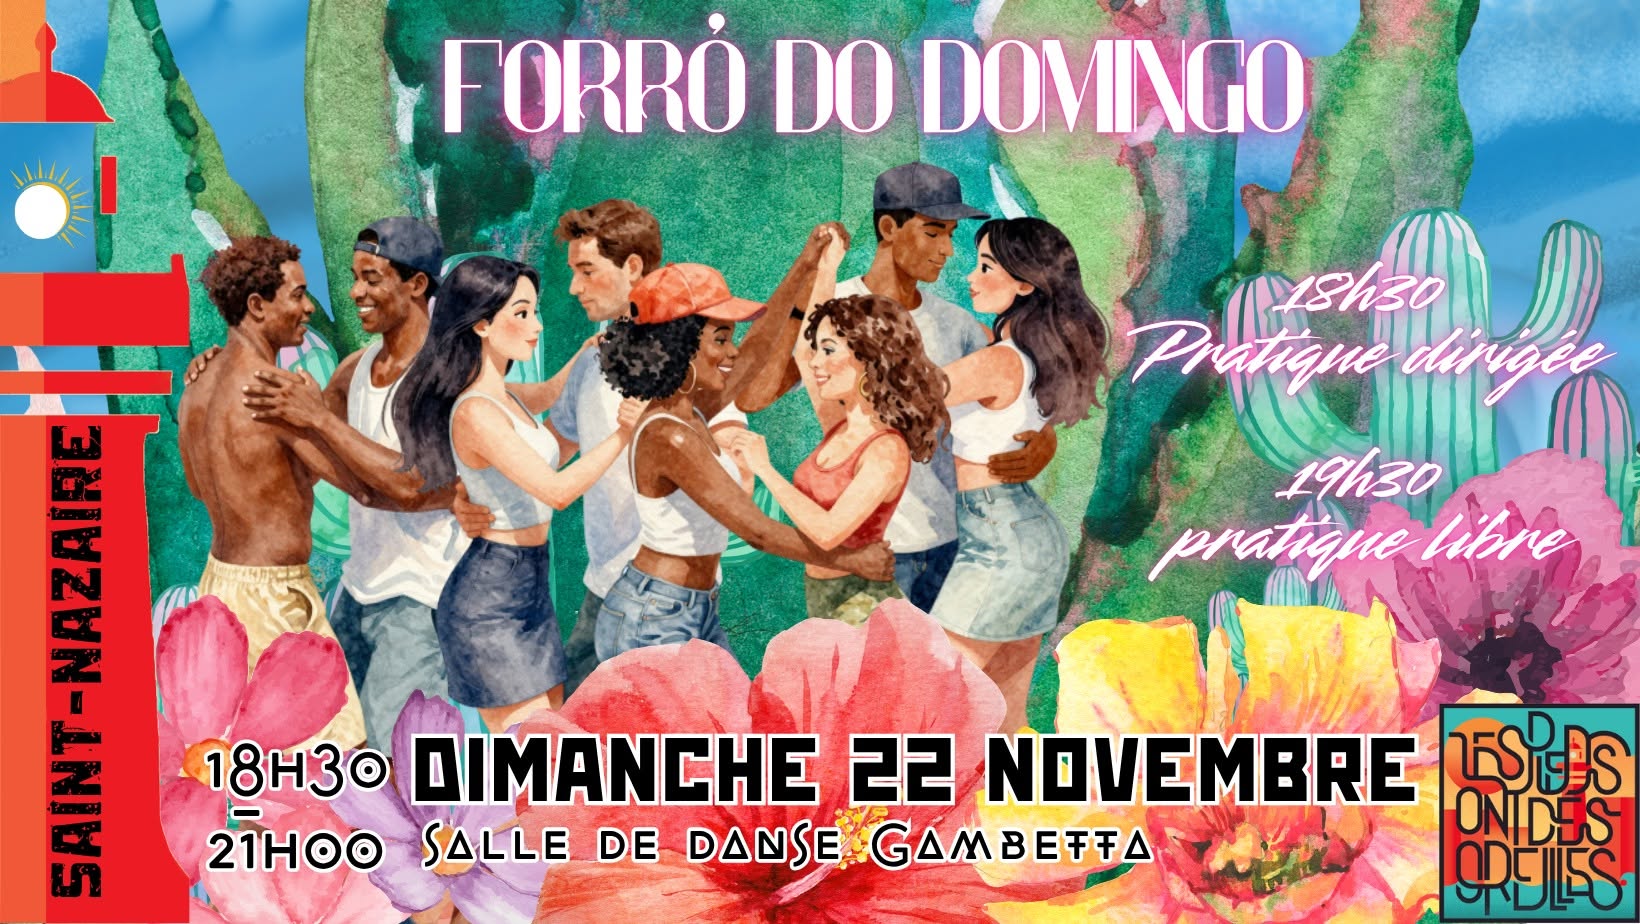 FORRÓ DO DOMINGO
18h30
Pratique dirigée
19h30
pratique libre
SAINT-NAZAIRE
18H30
-
21H00
DIMANCHE 22 NOVEMBRE
SALLE DE DANSE GAMBETTA
LES PIEDS
ONT DES
OREILLES